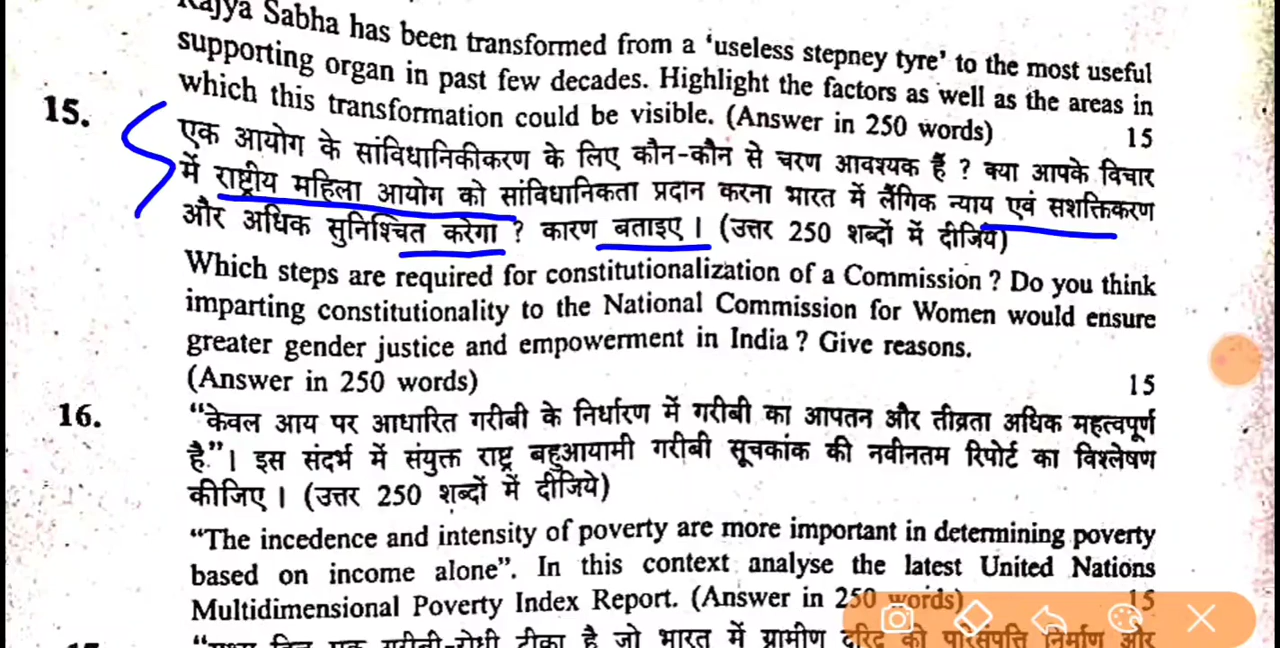 Rajya Sabha has been transformed from a ‘useless stepney tyre’ to the most useful
supporting organ in past few decades. Highlight the factors as well as the areas in
which this transformation could be visible. (Answer in 250 words) 15
15. एक आयोग के सांविधानिकीकरण के लिए कौन-कौन से चरण आवश्यक हैं ? क्या आपके विचार
में राष्ट्रीय महिला आयोग को सांविधानिकता प्रदान करना भारत में लैंगिक न्याय एवं सशक्तिकरण
और अधिक सुनिश्चित करेगा ? कारण बताइए । (उत्तर 250 शब्दों में दीजिये)
Which steps are required for constitutionalization of a Commission ? Do you think
imparting constitutionality to the National Commission for Women would ensure
greater gender justice and empowerment in India ? Give reasons.
(Answer in 250 words) 15
16. “केवल आय पर आधारित गरीबी के निर्धारण में गरीबी का आपतन और तीव्रता अधिक महत्वपूर्ण
है.”। इस संदर्भ में संयुक्त राष्ट्र बहुआयामी गरीबी सूचकांक की नवीनतम रिपोर्ट का विश्लेषण
कीजिए । (उत्तर 250 शब्दों में दीजिये)
“The incedence and intensity of poverty are more important in determining poverty
based on income alone”. In this context analyse the latest United Nations
Multidimensional Poverty Index Report. (Answer in 250 words) 15
एक गरीबी-रोधी टीका है जो भारत में ग्रामीण दरिद्र की परिसंपत्ति निर्माण और